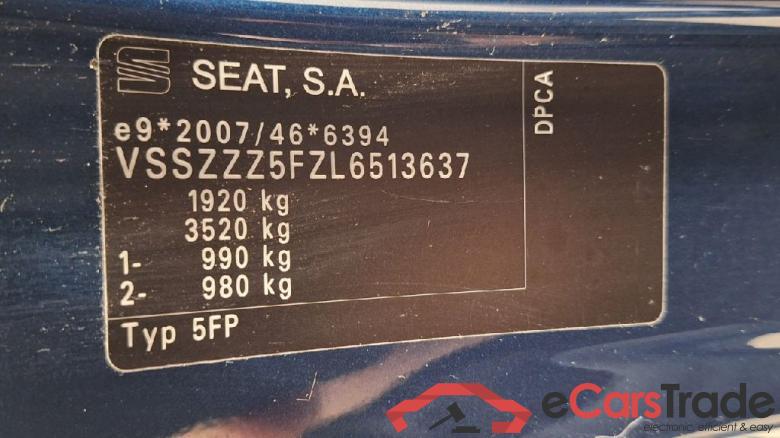 SEAT, S.A.
DPCA
e9*2007/46*6394
VSSZZZ5FZL6513637
1920 kg
3520 kg
1- 990 kg
2- 980 kg
Typ 5FP
eCarsTrade
electronic, efficient & easy